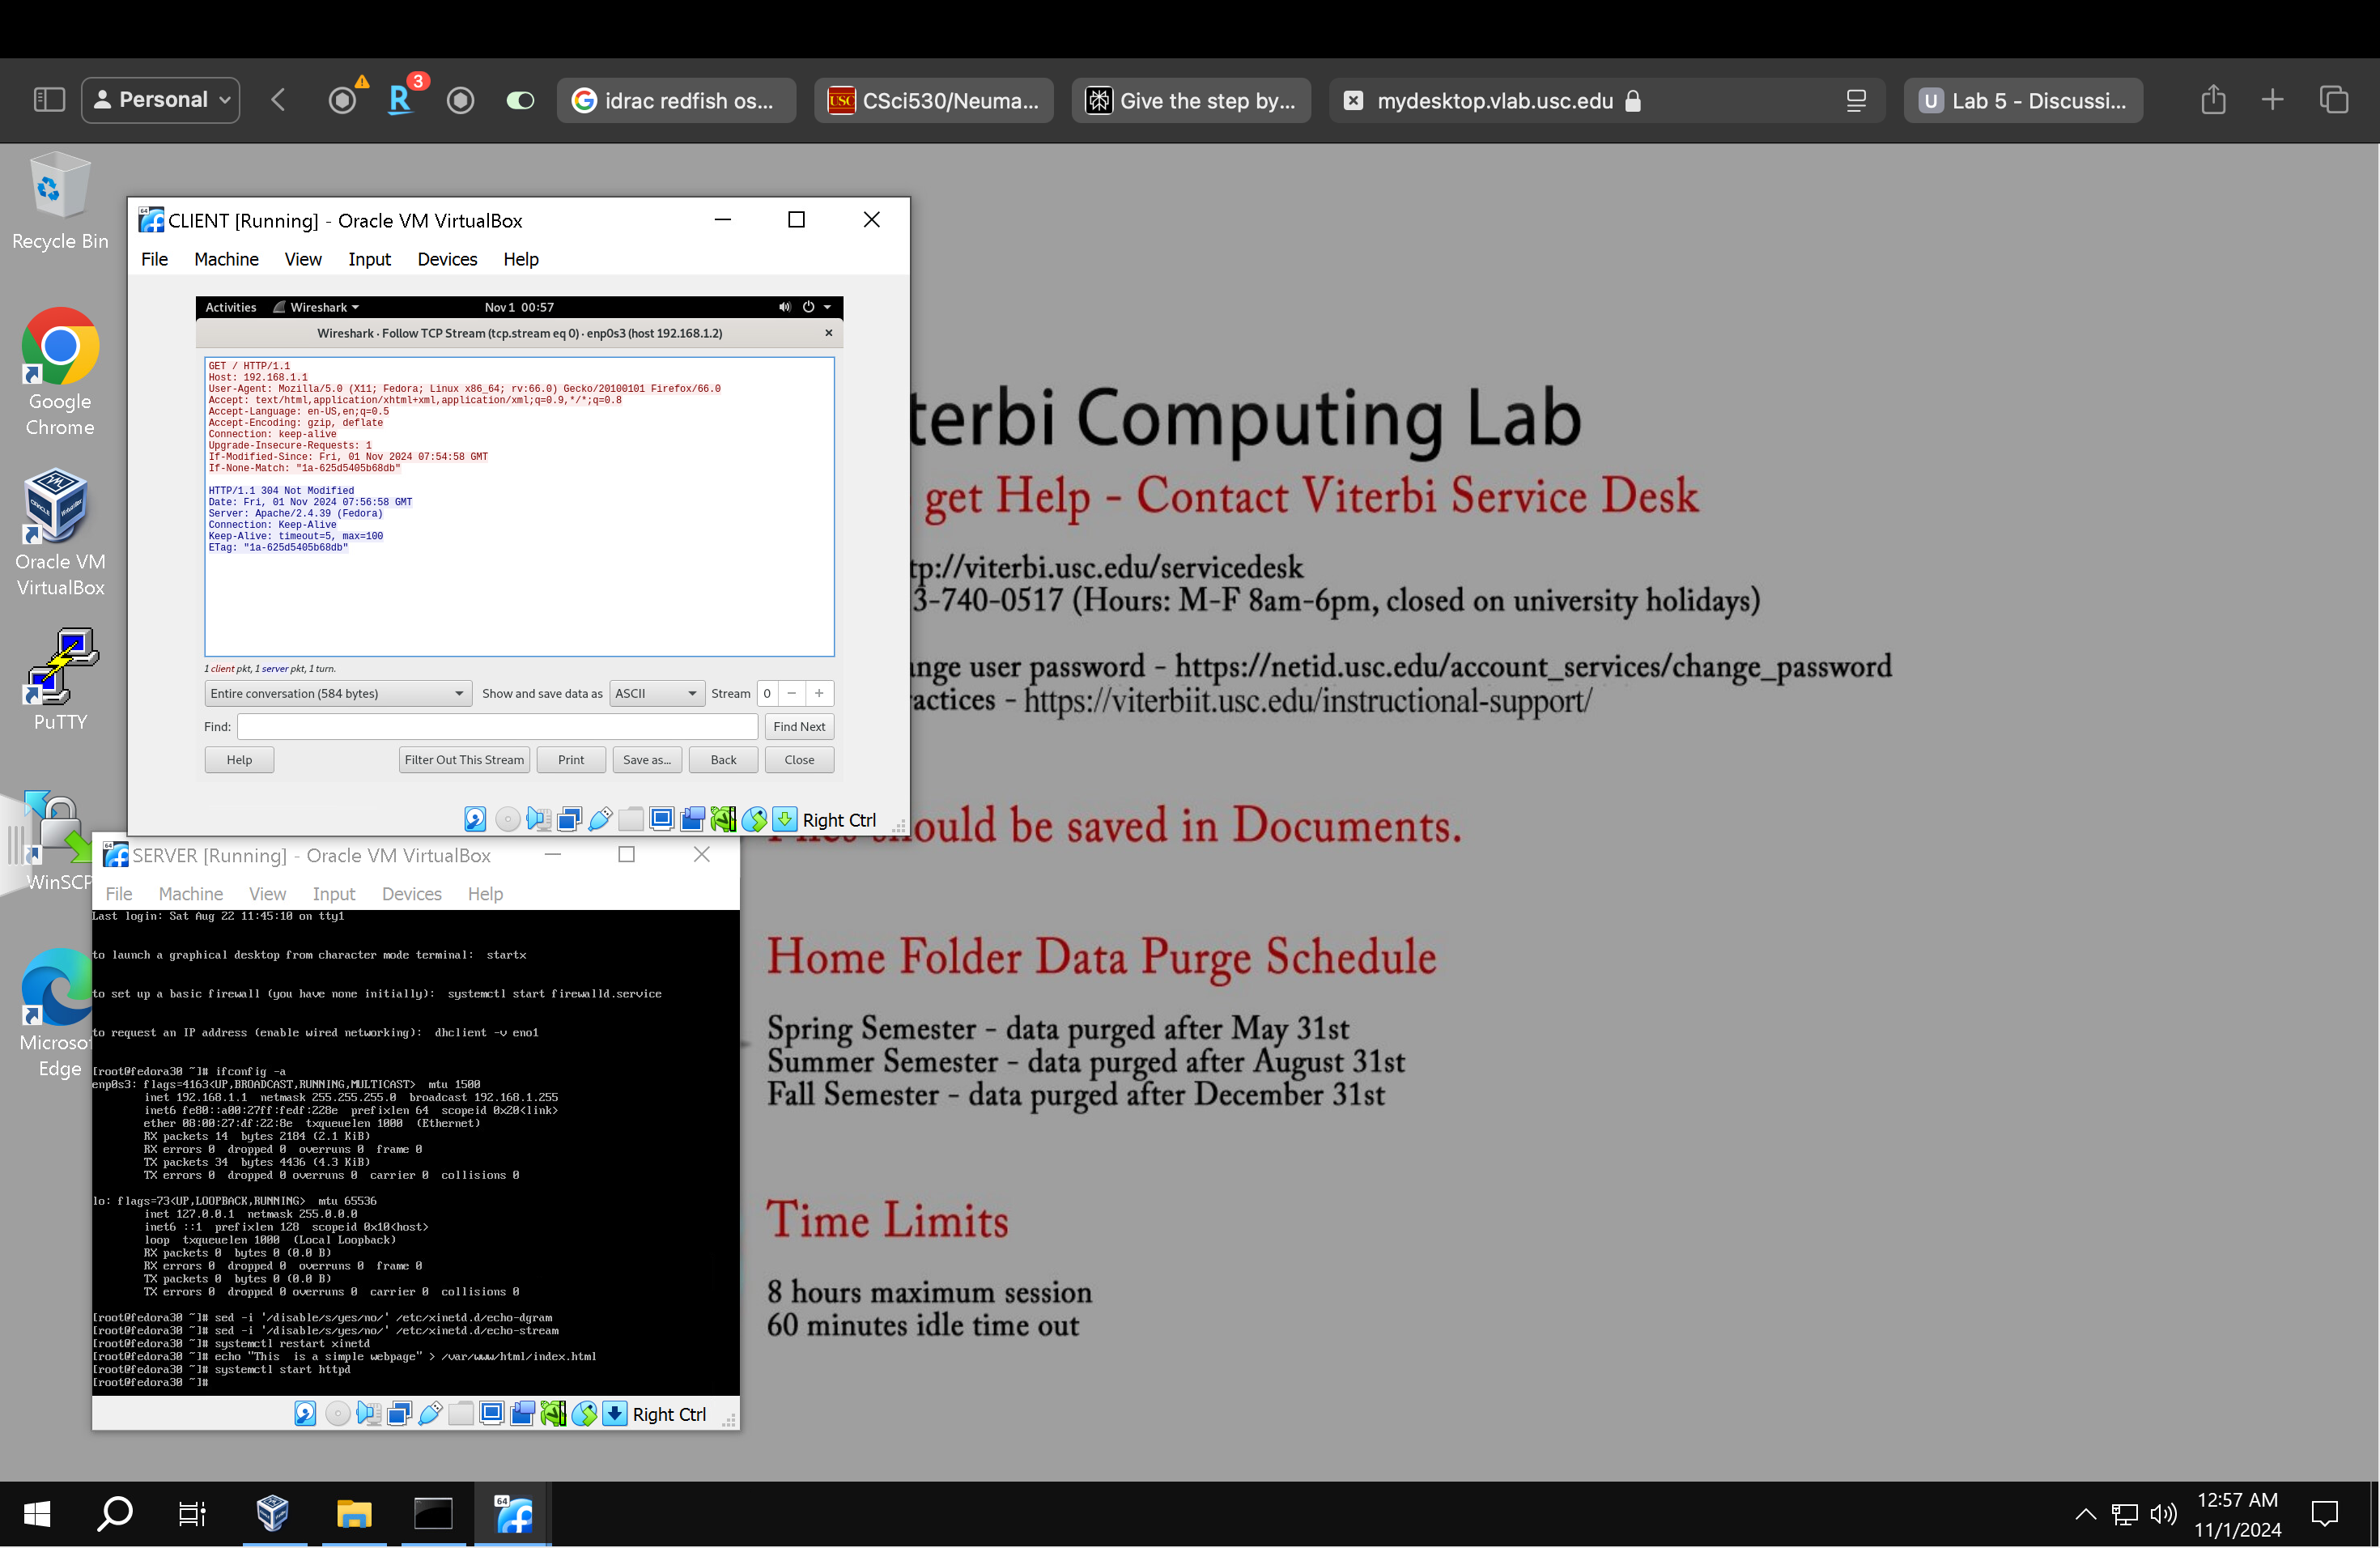 Personal
3
idrac redfish os...
USC
CSci530/Neuma...
Give the step by...
mydesktop.vlab.usc.edu
U
Lab 5 - Discussi...
Recycle Bin
Google
Chrome
Oracle VM
VirtualBox
PuTTY
WinSCP
Microsof
Edge
CLIENT [Running] - Oracle VM VirtualBox
File Machine View Input Devices Help
Activities Wireshark Nov 1 00:57
Wireshark · Follow TCP Stream (tcp.stream eq 0) · enp0s3 (host 192.168.1.2)
GET / HTTP/1.1
Host: 192.168.1.1
User-Agent: Mozilla/5.0 (X11; Fedora; Linux x86_64; rv:66.0) Gecko/20100101 Firefox/66.0
Accept: text/html,application/xhtml+xml,application/xml;q=0.9,*/*;q=0.8
Accept-Language: en-US,en;q=0.5
Accept-Encoding: gzip, deflate
Connection: keep-alive
Upgrade-Insecure-Requests: 1
If-Modified-Since: Fri, 01 Nov 2024 07:54:58 GMT
If-None-Match: "1a-625d5405b68db"
HTTP/1.1 304 Not Modified
Date: Fri, 01 Nov 2024 07:56:58 GMT
Server: Apache/2.4.39 (Fedora)
Connection: Keep-Alive
Keep-Alive: timeout=5, max=100
ETag: "1a-625d5405b68db"
1 client pkt, 1 server pkt, 1 turn.
Entire conversation (584 bytes) Show and save data as ASCII Stream 0 − +
Find: Find Next
Help Filter Out This Stream Print Save as... Back Close
Right Ctrl
terbi Computing Lab
get Help - Contact Viterbi Service Desk
tp://viterbi.usc.edu/servicedesk
3-740-0517 (Hours: M-F 8am-6pm, closed on university holidays)
nge user password - https://netid.usc.edu/account_services/change_password
actices - https://viterbiit.usc.edu/instructional-support/
ould be saved in Documents.
Home Folder Data Purge Schedule
Spring Semester - data purged after May 31st
Summer Semester - data purged after August 31st
Fall Semester - data purged after December 31st
Time Limits
8 hours maximum session
60 minutes idle time out
SERVER [Running] - Oracle VM VirtualBox
File Machine View Input Devices Help
Last login: Sat Aug 22 11:45:10 on tty1
to launch a graphical desktop from character mode terminal:  startx
to set up a basic firewall (you have none initially):  systemctl start firewalld.service
to request an IP address (enable wired networking):  dhclient -v eno1
[root@fedora30 ~]# ifconfig -a
enp0s3: flags=4163<UP,BROADCAST,RUNNING,MULTICAST>  mtu 1500
inet 192.168.1.1  netmask 255.255.255.0  broadcast 192.168.1.255
inet6 fe80::a00:27ff:fedf:228e  prefixlen 64  scopeid 0x20<link>
ether 08:00:27:df:22:8e  txqueuelen 1000  (Ethernet)
RX packets 14  bytes 2184 (2.1 KiB)
RX errors 0  dropped 0  overruns 0  frame 0
TX packets 34  bytes 4436 (4.3 KiB)
TX errors 0  dropped 0 overruns 0  carrier 0  collisions 0
lo: flags=73<UP,LOOPBACK,RUNNING>  mtu 65536
inet 127.0.0.1  netmask 255.0.0.0
inet6 ::1  prefixlen 128  scopeid 0x10<host>
loop  txqueuelen 1000  (Local Loopback)
RX packets 0  bytes 0 (0.0 B)
RX errors 0  dropped 0  overruns 0  frame 0
TX packets 0  bytes 0 (0.0 B)
TX errors 0  dropped 0 overruns 0  carrier 0  collisions 0
[root@fedora30 ~]# sed -i '/disable/s/yes/no/' /etc/xinetd.d/echo-dgram
[root@fedora30 ~]# sed -i '/disable/s/yes/no/' /etc/xinetd.d/echo-stream
[root@fedora30 ~]# systemctl restart xinetd
[root@fedora30 ~]# echo "This  is a simple webpage" > /var/www/html/index.html
[root@fedora30 ~]# systemctl start httpd
[root@fedora30 ~]#
Right Ctrl
64
12:57 AM
11/1/2024